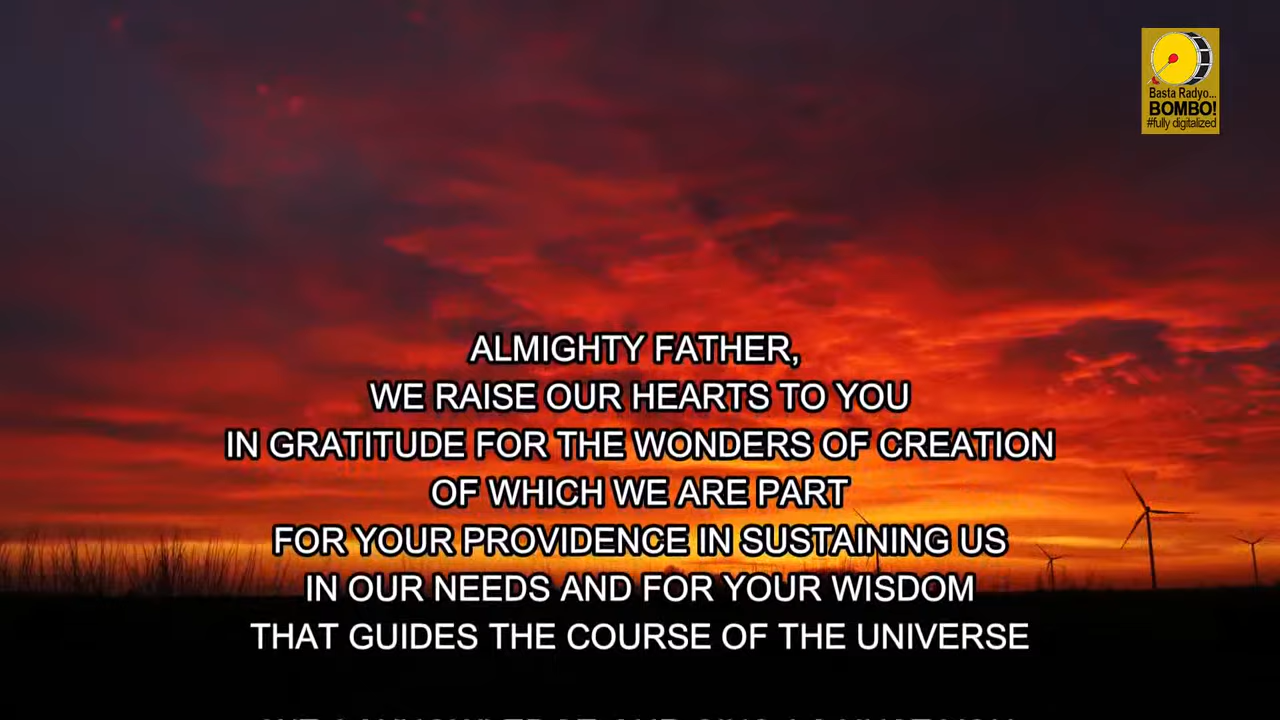 Basta Radyo...
BOMBO!
#fully digitalized
ALMIGHTY FATHER,
WE RAISE OUR HEARTS TO YOU
IN GRATITUDE FOR THE WONDERS OF CREATION
OF WHICH WE ARE PART
FOR YOUR PROVIDENCE IN SUSTAINING US
IN OUR NEEDS AND FOR YOUR WISDOM
THAT GUIDES THE COURSE OF THE UNIVERSE